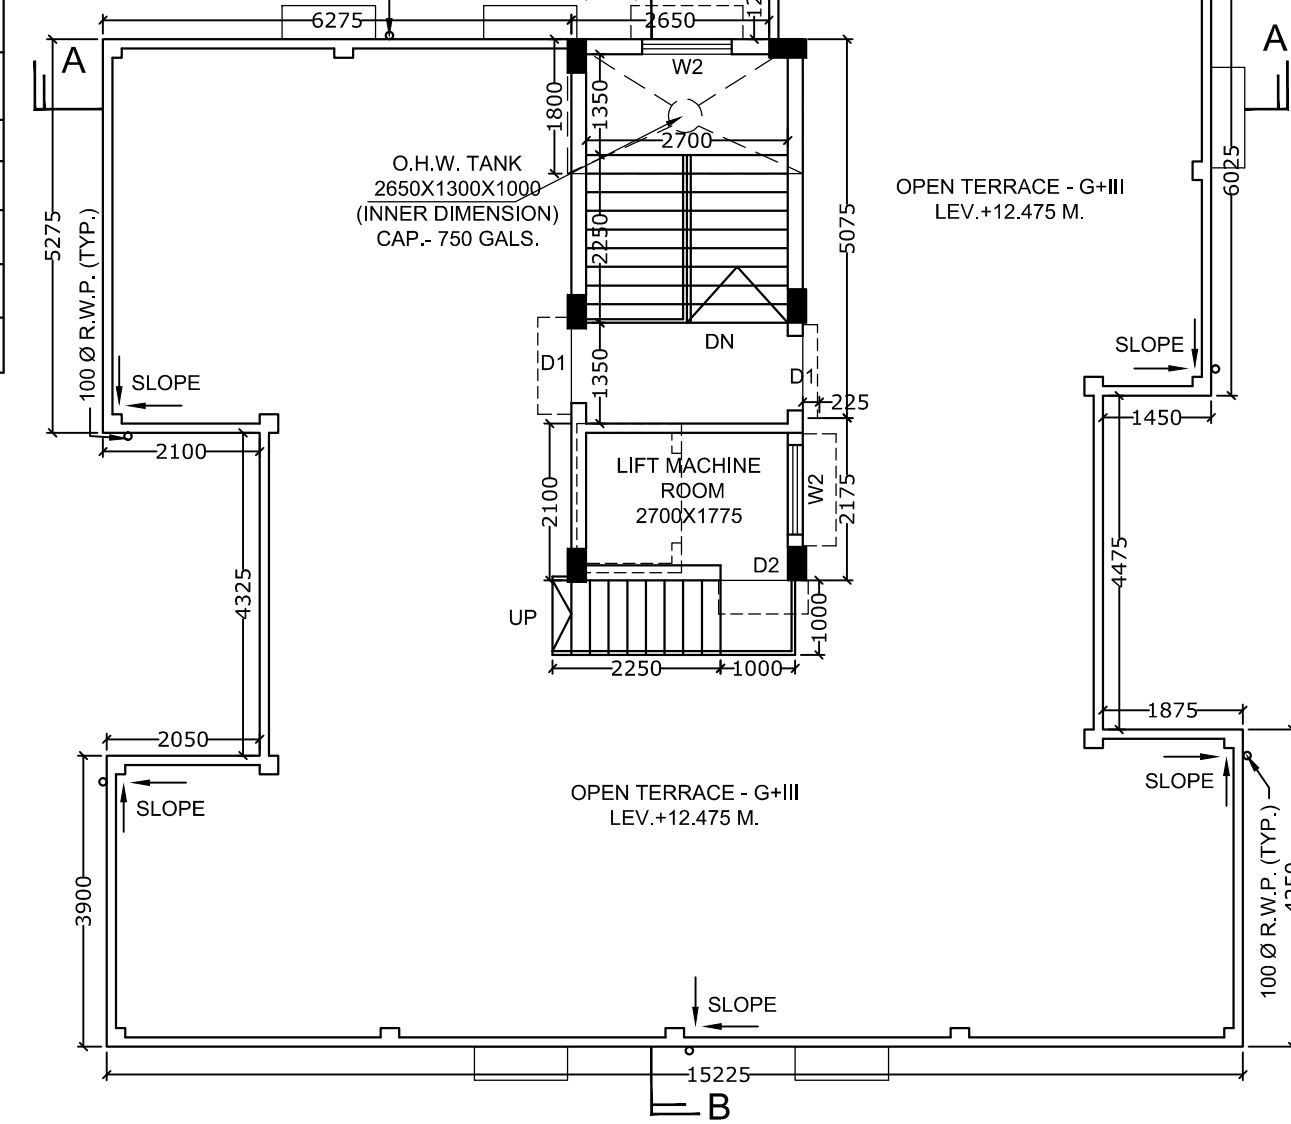 6275
2650
A
A
W2
1800
1350
2700
O.H.W. TANK
2650X1300X1000
(INNER DIMENSION)
CAP.- 750 GALS.
OPEN TERRACE - G+III
LEV.+12.475 M.
6025
5275
100 Ø R.W.P. (TYP.)
2250
5075
DN
SLOPE
D1
1350
D1
SLOPE
225
1450
2100
LIFT MACHINE
ROOM
2700X1775
2100
W2
2175
4325
4475
D2
UP
1000
2250
1000
1875
2050
SLOPE
SLOPE
OPEN TERRACE - G+III
LEV.+12.475 M.
100 Ø R.W.P. (TYP.)
3900
SLOPE
15225
B